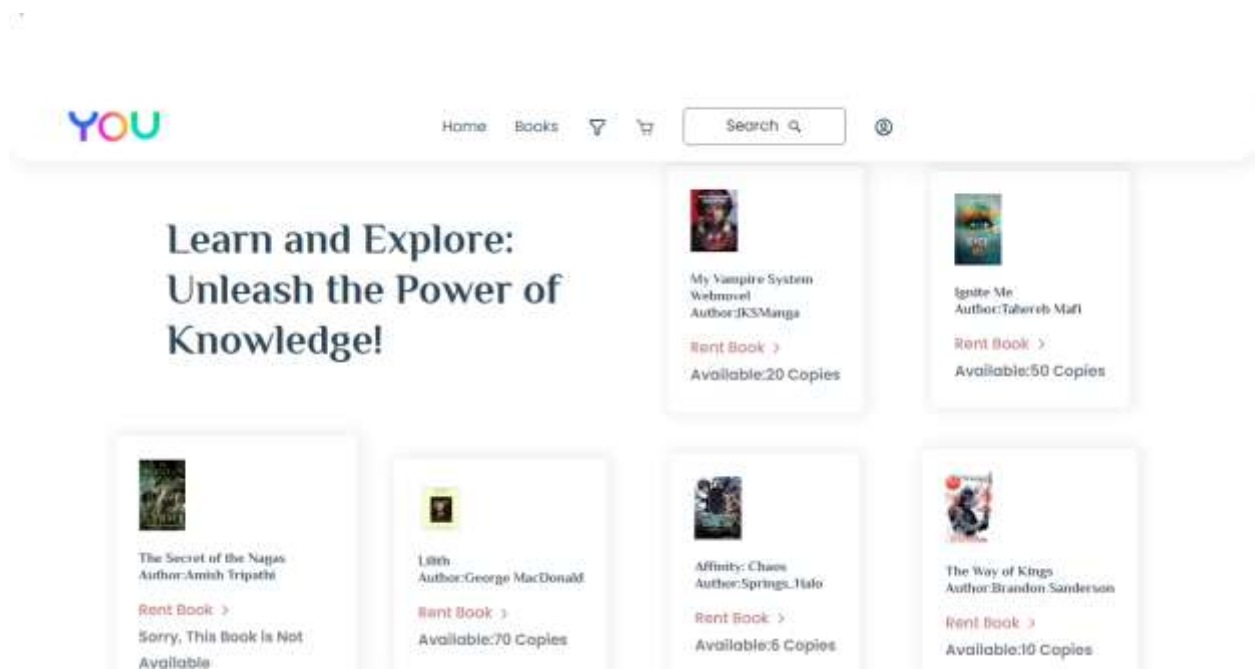 YOU
Home Books Search
Learn and Explore:
Unleash the Power of
Knowledge!
My Vampire System
Webnovel
Author:JKSManga
Rent Book >
Available:20 Copies
Ignite Me
Author:Tahereh Mafi
Rent Book >
Available:50 Copies
The Secret of the Nagas
Author:Amish Tripathi
Rent Book >
Sorry, This Book is Not
Available
Lilith
Author:George MacDonald
Rent Book >
Available:70 Copies
Affinity: Chaos
Author:Springs_Halo
Rent Book >
Available:6 Copies
The Way of Kings
Author:Brandon Sanderson
Rent Book >
Available:10 Copies